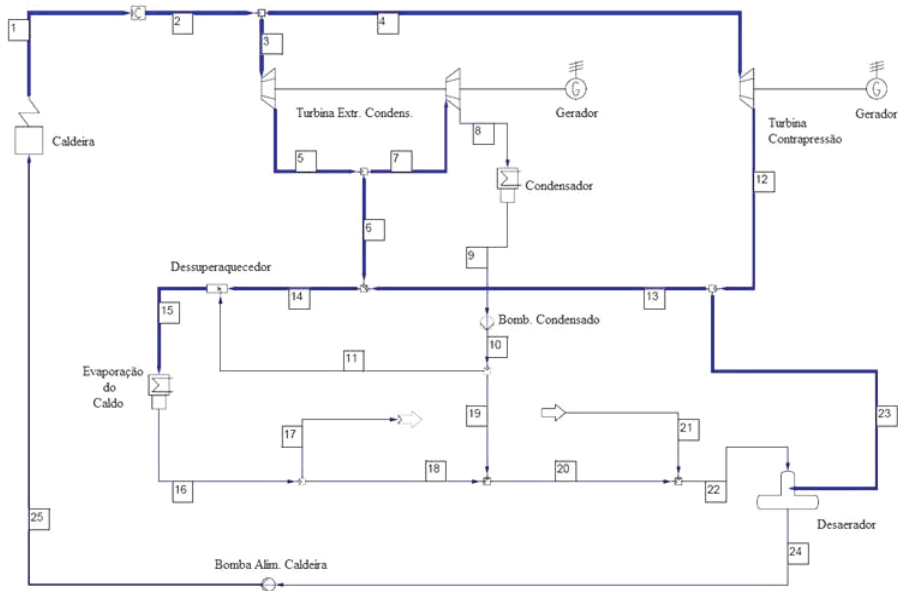 1
2
4
3
G
G
Turbina Extr. Condens.
Gerador
Turbina
Contrapressão
Gerador
Caldeira
8
5
7
12
Condensador
6
9
Dessuperaquecedor
15
14
13
Bomb. Condensado
10
11
Evaporação
do
Caldo
19
21
23
17
16
18
20
22
Desaerador
25
24
Bomba Alim. Caldeira